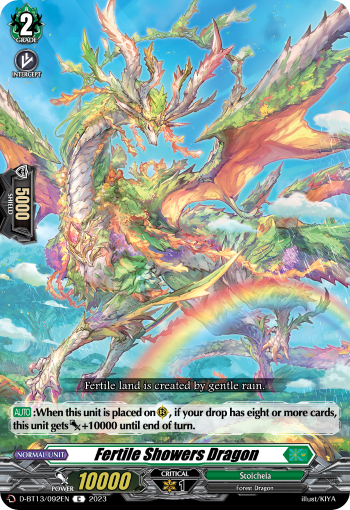 2
GRADE
INTERCEPT
5000
SHIELD
Fertile land is created by gentle rain.
AUTO:When this unit is placed on R, if your drop has eight or more cards,
this unit gets +10000 until end of turn.
NORMAL UNIT
Fertile Showers Dragon
POWER 10000 CRITICAL 1 Stoicheia
Forest Dragon
D-BT13/092EN C 2023 illust/KIYA